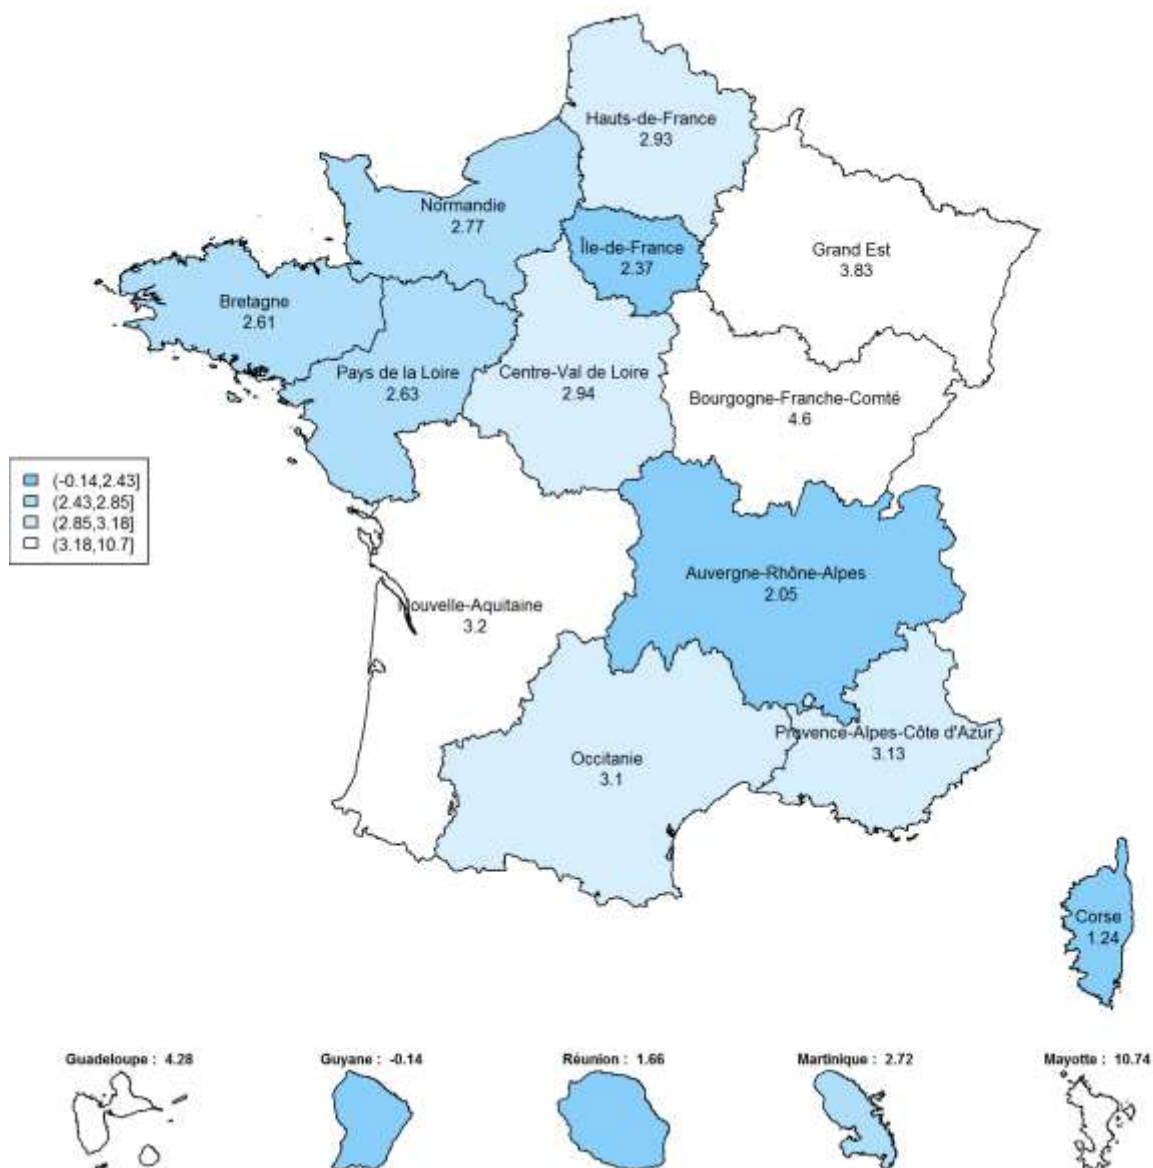 Hauts-de-France
2.93
Normandie
2.77
Île-de-France
2.37
Grand Est
3.83
Bretagne
2.61
Pays de la Loire
2.63
Centre-Val de Loire
2.94
Bourgogne-Franche-Comté
4.6
(-0.14,2.43]
(2.43,2.85]
(2.85,3.18]
(3.18,10.7]
Auvergne-Rhône-Alpes
2.05
Nouvelle-Aquitaine
3.2
Provence-Alpes-Côte d'Azur
3.13
Occitanie
3.1
Corse
1.24
Guadeloupe : 4.28
Guyane : -0.14
Réunion : 1.66
Martinique : 2.72
Mayotte : 10.74